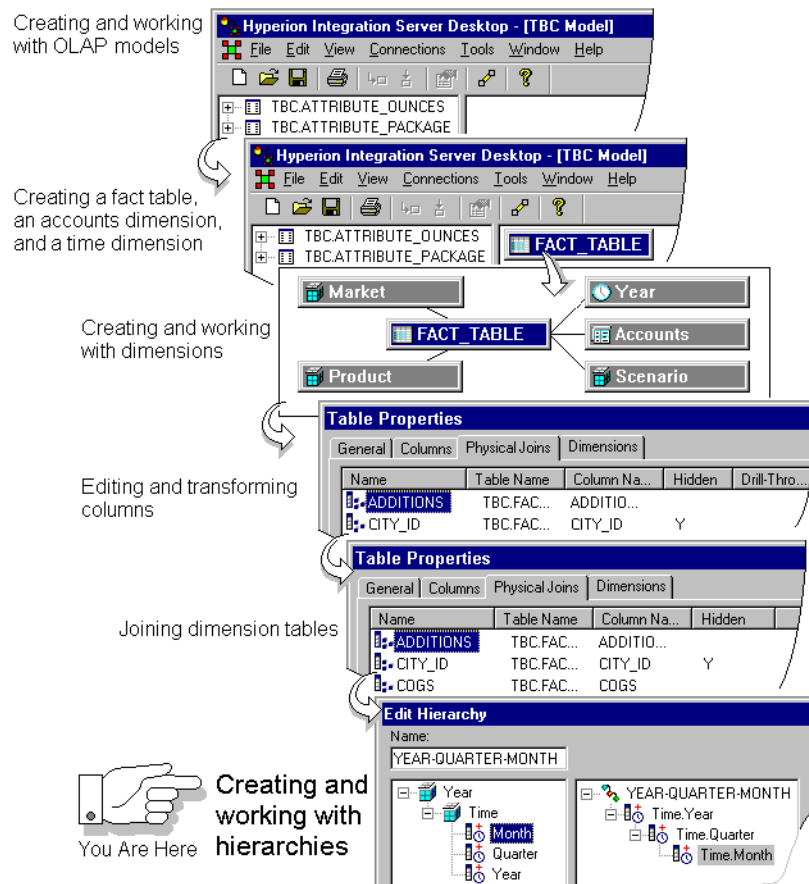 Creating and working
with OLAP models
Hyperion Integration Server Desktop - [TBC Model]
File Edit View Connections Tools Window Help
TBC.ATTRIBUTE_OUNCES
TBC.ATTRIBUTE_PACKAGE
Creating a fact table,
an accounts dimension,
and a time dimension
Hyperion Integration Server Desktop - [TBC Model]
File Edit View Connections Tools Window Help
TBC.ATTRIBUTE_OUNCES
TBC.ATTRIBUTE_PACKAGE
FACT_TABLE
Creating and working
with dimensions
Market
Year
FACT_TABLE
Accounts
Product
Scenario
Editing and transforming
columns
Table Properties
General Columns Physical Joins Dimensions
Name Table Name Column Na... Hidden Drill-Thro...
ADDITIONS TBC.FAC... ADDITIO...
CITY_ID TBC.FAC... CITY_ID Y
Joining dimension tables
Table Properties
General Columns Physical Joins Dimensions
Name Table Name Column Na... Hidden
ADDITIONS TBC.FAC... ADDITIO...
CITY_ID TBC.FAC... CITY_ID Y
COGS TBC.FAC... COGS
You Are Here
Creating and
working with
hierarchies
Edit Hierarchy
Name:
YEAR-QUARTER-MONTH
Year
Time
Month
Quarter
Year
YEAR-QUARTER-MONTH
Time.Year
Time.Quarter
Time.Month